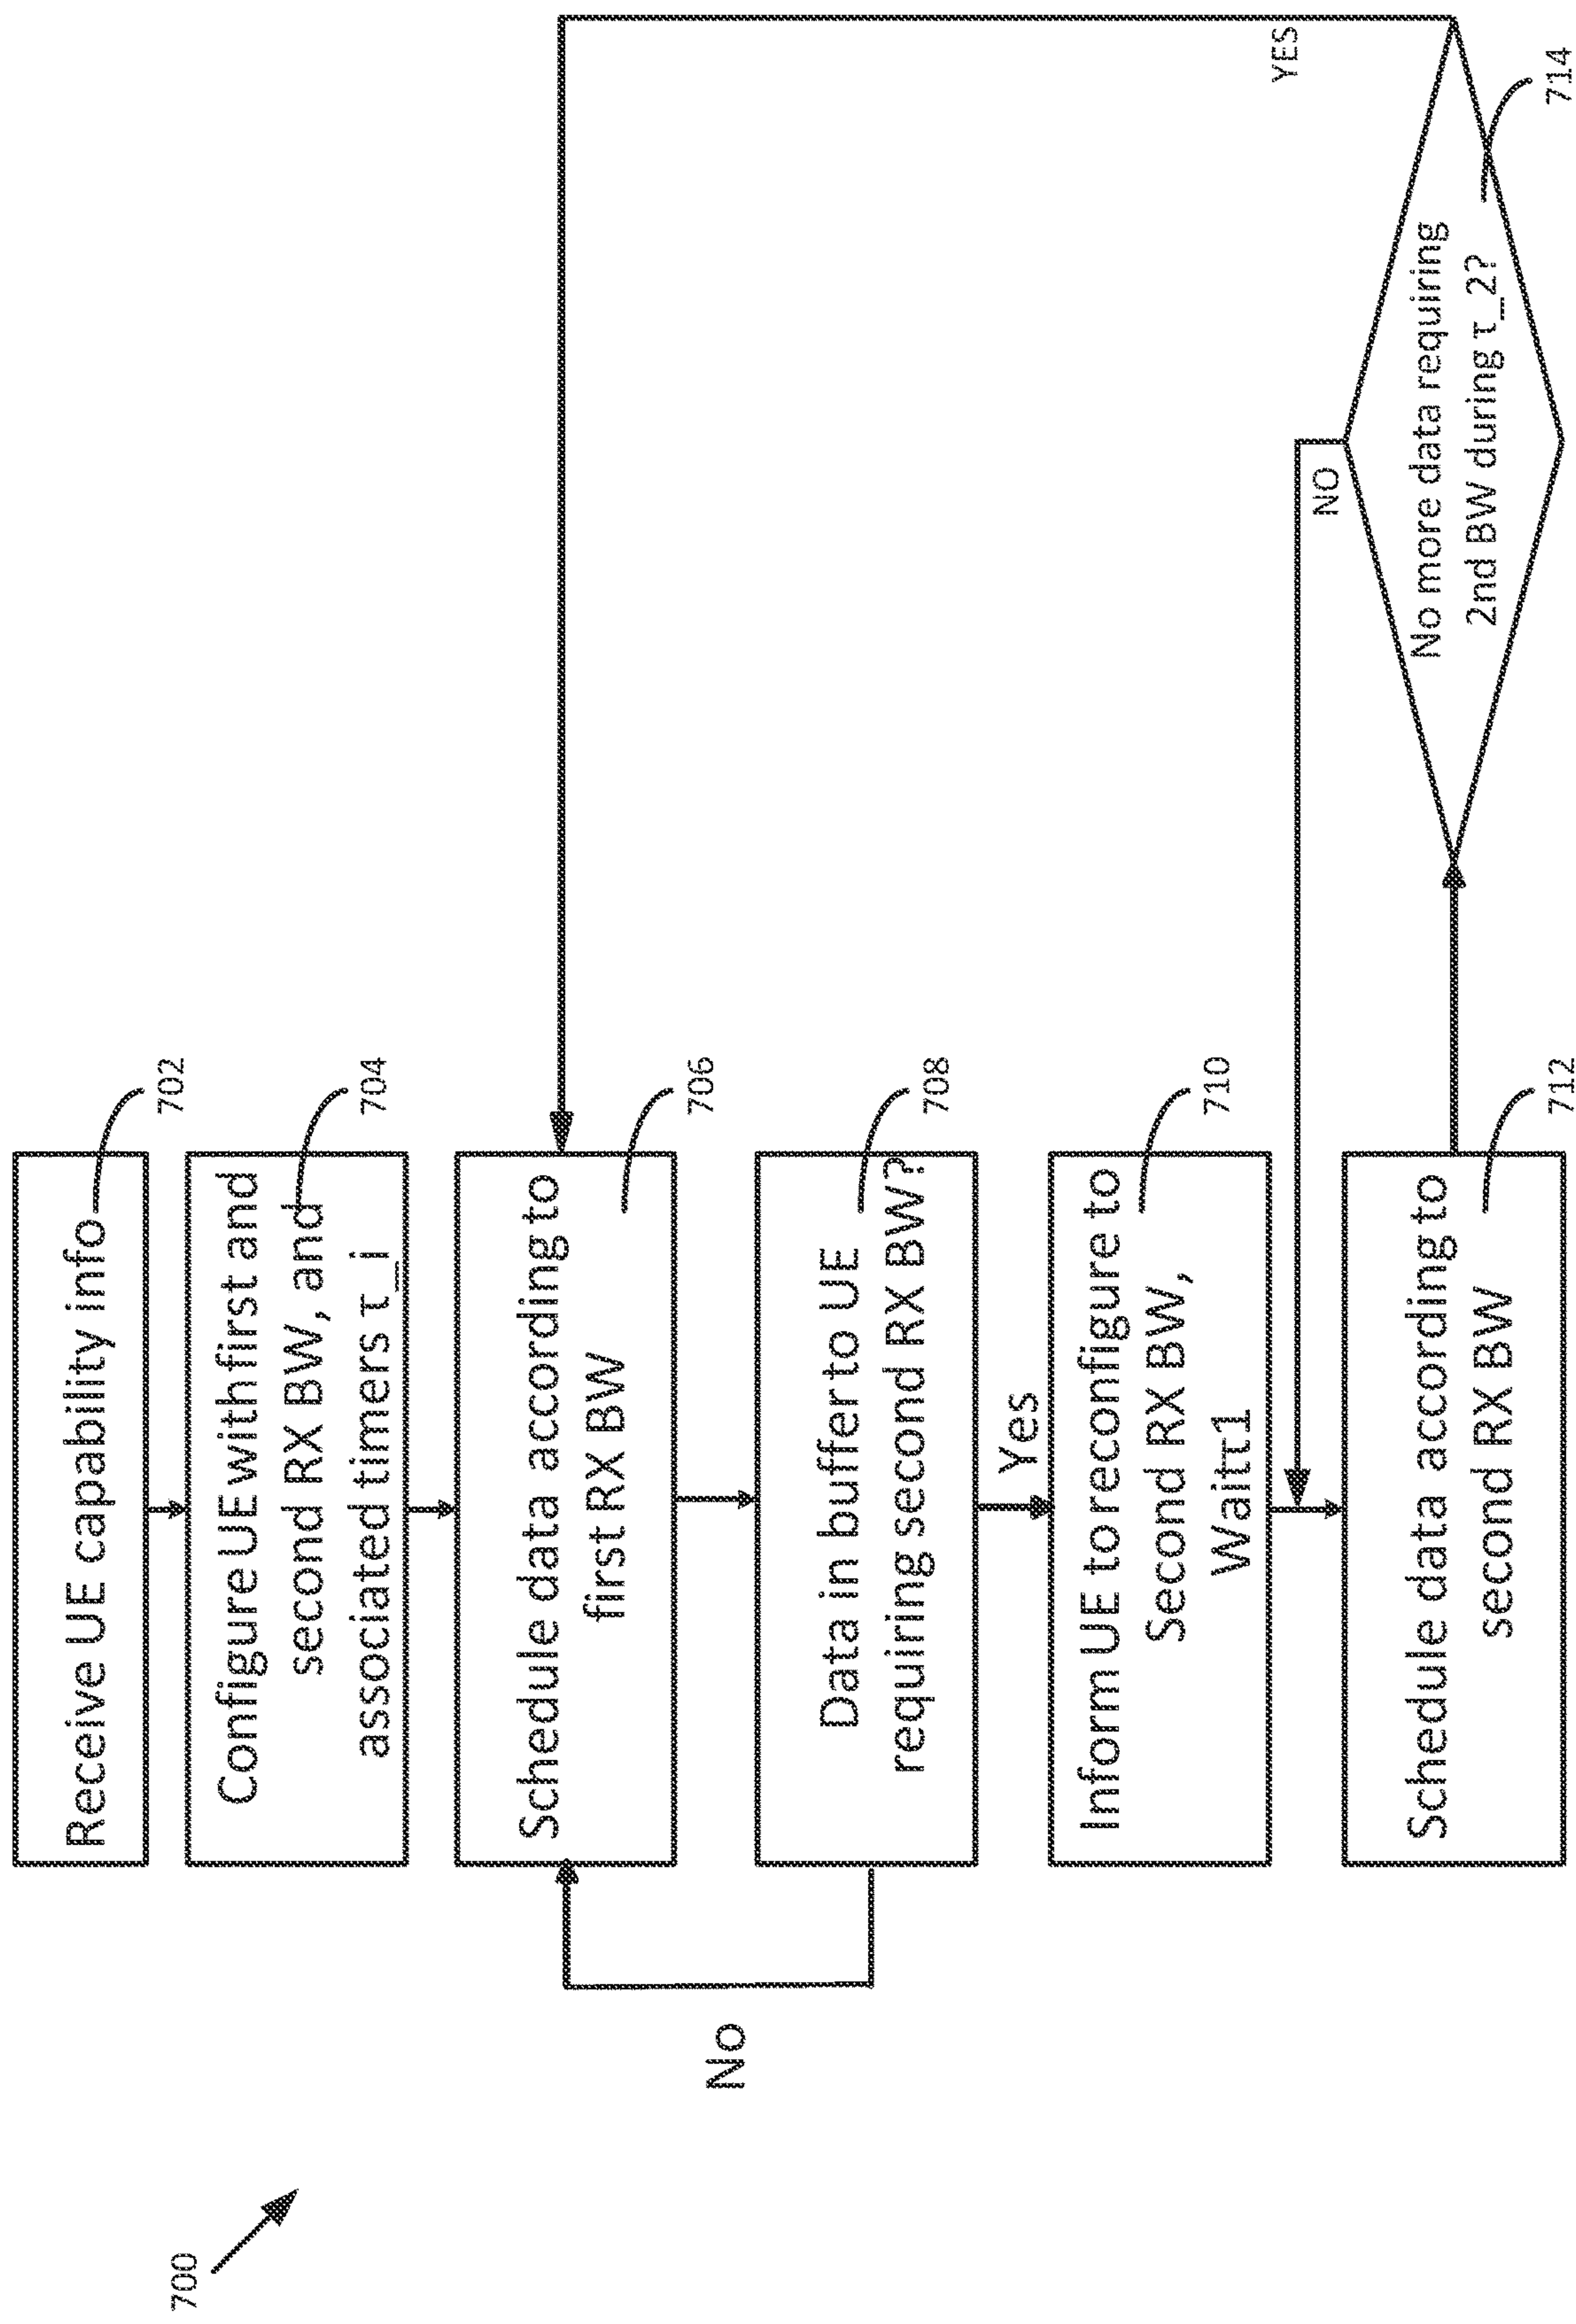 700
Receive UE capability info
702
Configure UE with first and
second RX BW, and
associated timers τ_i
704
Schedule data according to
first RX BW
706
No
Data in buffer to UE
requiring second RX BW?
708
Yes
Inform UE to reconfigure to
Second RX BW,
Waitτ1
710
Schedule data according to
second RX BW
712
NO
YES
No more data requiring
2nd BW during τ_2?
714